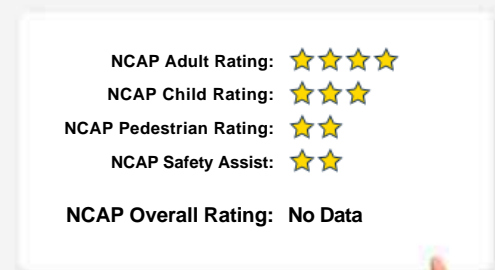 NCAP Adult Rating:
NCAP Child Rating:
NCAP Pedestrian Rating:
NCAP Safety Assist:
NCAP Overall Rating: No Data